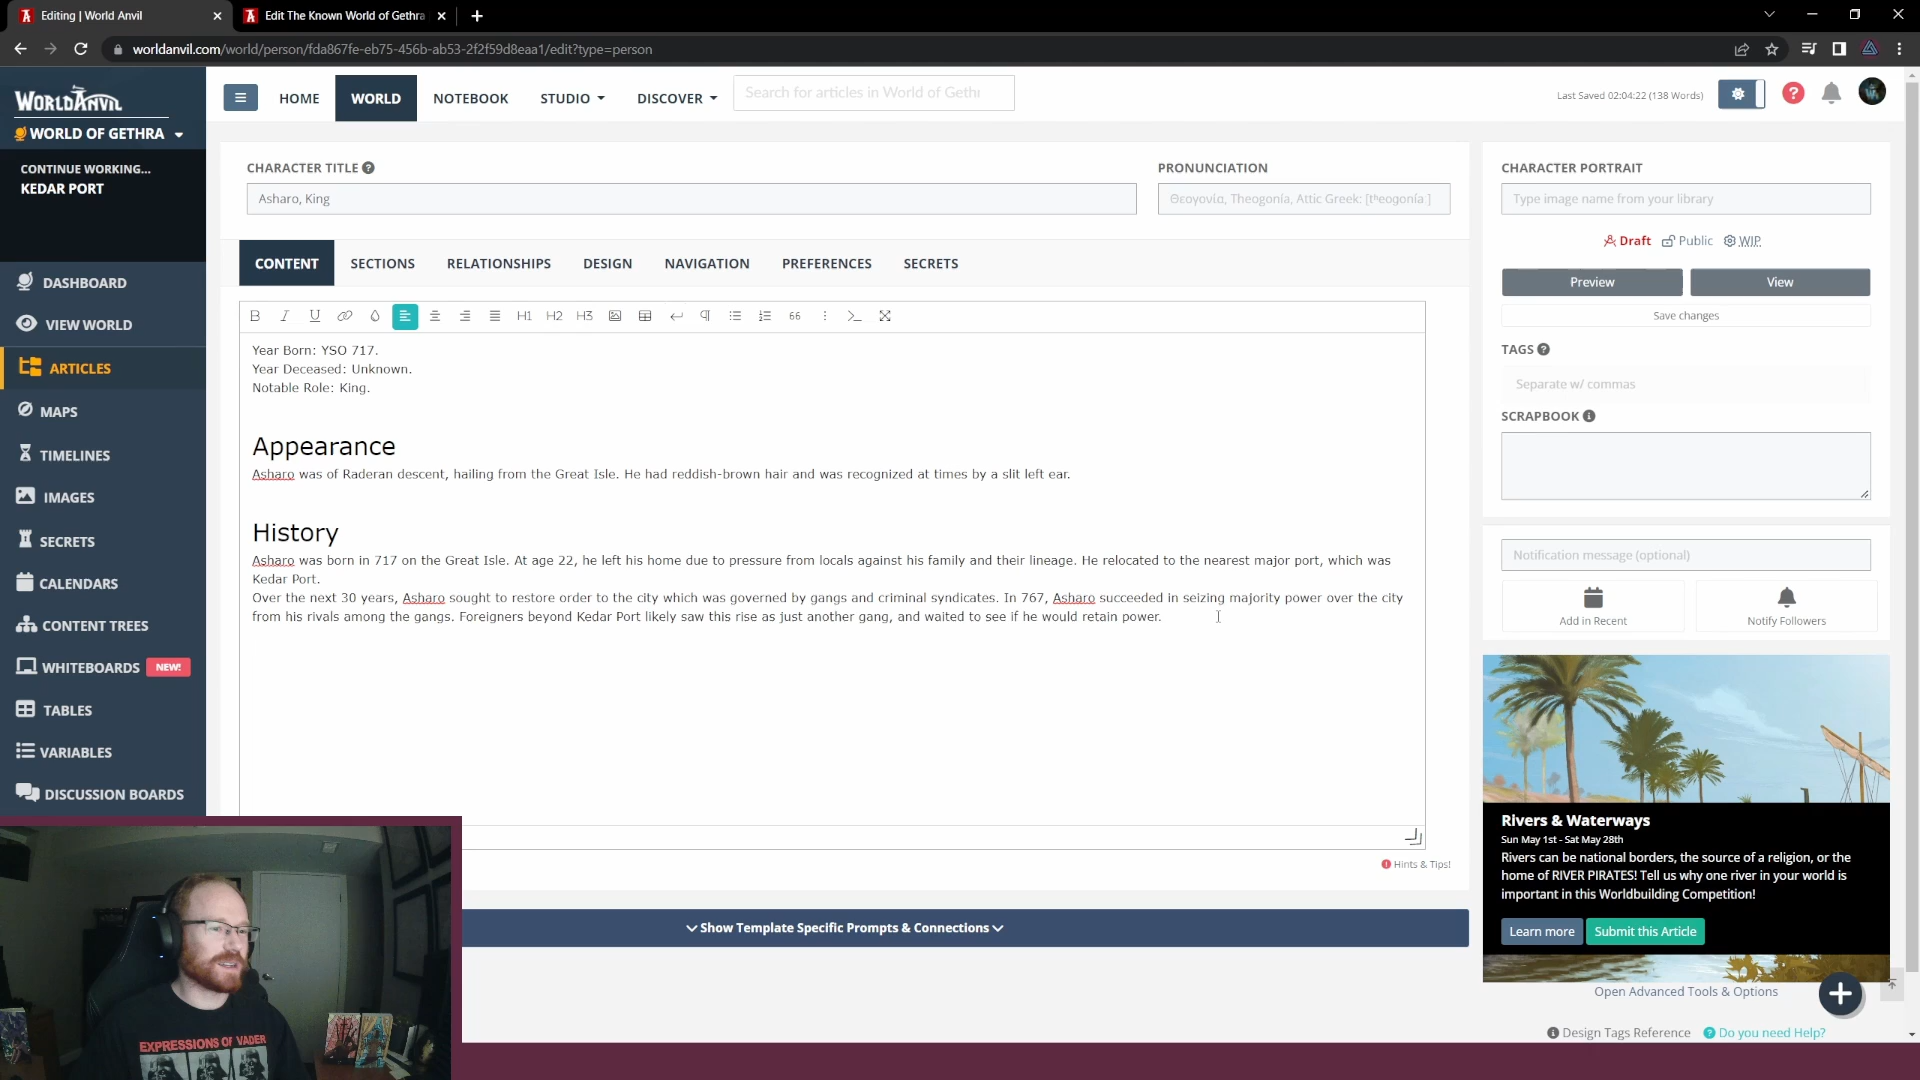 Editing | World Anvil
Edit The Known World of Gethra
worldanvil.com/world/person/fda867fe-eb75-456b-ab53-2f2f59d8eaa1/edit?type=person
WORLDANVIL
WORLD OF GETHRA
CONTINUE WORKING...
KEDAR PORT
DASHBOARD
VIEW WORLD
ARTICLES
MAPS
TIMELINES
IMAGES
SECRETS
CALENDARS
CONTENT TREES
WHITEBOARDS NEW!
TABLES
VARIABLES
DISCUSSION BOARDS
HOME WORLD NOTEBOOK STUDIO DISCOVER
Search for articles in World of Geth
Last Saved 02:04:22 (138 Words)
CHARACTER TITLE
Asharo, King
PRONUNCIATION
Θεογονία, Theogonía, Attic Greek: [tʰeoɡonía]
CONTENT SECTIONS RELATIONSHIPS DESIGN NAVIGATION PREFERENCES SECRETS
B I U H1 H2 H3 66
Year Born: YSO 717.
Year Deceased: Unknown.
Notable Role: King.
Appearance
Asharo was of Raderan descent, hailing from the Great Isle. He had reddish-brown hair and was recognized at times by a slit left ear.
History
Asharo was born in 717 on the Great Isle. At age 22, he left his home due to pressure from locals against his family and their lineage. He relocated to the nearest major port, which was
Kedar Port.
Over the next 30 years, Asharo sought to restore order to the city which was governed by gangs and criminal syndicates. In 767, Asharo succeeded in seizing majority power over the city
from his rivals among the gangs. Foreigners beyond Kedar Port likely saw this rise as just another gang, and waited to see if he would retain power.
Hints & Tips!
Show Template Specific Prompts & Connections
CHARACTER PORTRAIT
Type image name from your library
Draft Public WIP
Preview View
Save changes
TAGS
Separate w/ commas
SCRAPBOOK
Notification message (optional)
Add in Recent
Notify Followers
Rivers & Waterways
Sun May 1st - Sat May 28th
Rivers can be national borders, the source of a religion, or the
home of RIVER PIRATES! Tell us why one river in your world is
important in this Worldbuilding Competition!
Learn more Submit this Article
Open Advanced Tools & Options
Design Tags Reference Do you need Help?
EXPRESSIONS OF VADER